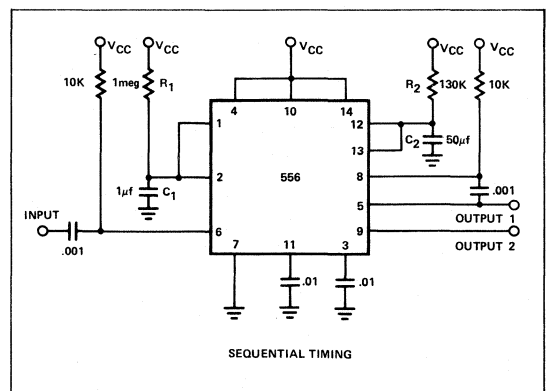 VCC VCC VCC VCC VCC
10K 1meg R1 R2 130K 10K
4 10 14
1 12
13
C2 50μf
2 556 8
1μf C1 .001
5
INPUT OUTPUT 1
6 9
.001 OUTPUT 2
7 11 3
.01 .01
SEQUENTIAL TIMING